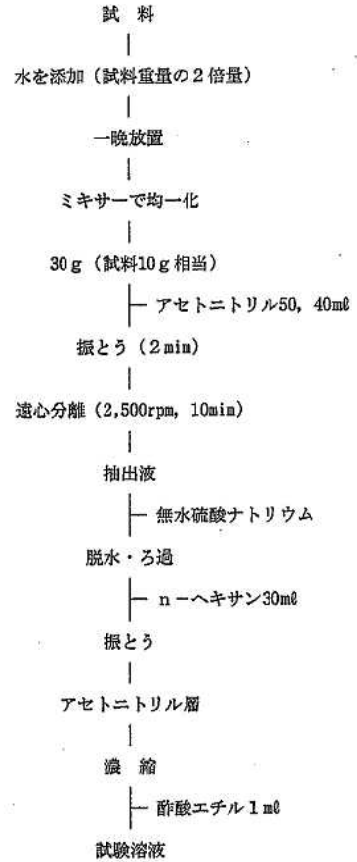 試　料
水を添加（試料重量の２倍量）
一晩放置
ミキサーで均一化
30ｇ（試料10ｇ相当）
アセトニトリル50, 40mℓ
振とう（2min）
遠心分離（2,500rpm, 10min）
抽出液
無水硫酸ナトリウム
脱水・ろ過
ｎ－ヘキサン30mℓ
振とう
アセトニトリル層
濃　縮
酢酸エチル１mℓ
試験溶液